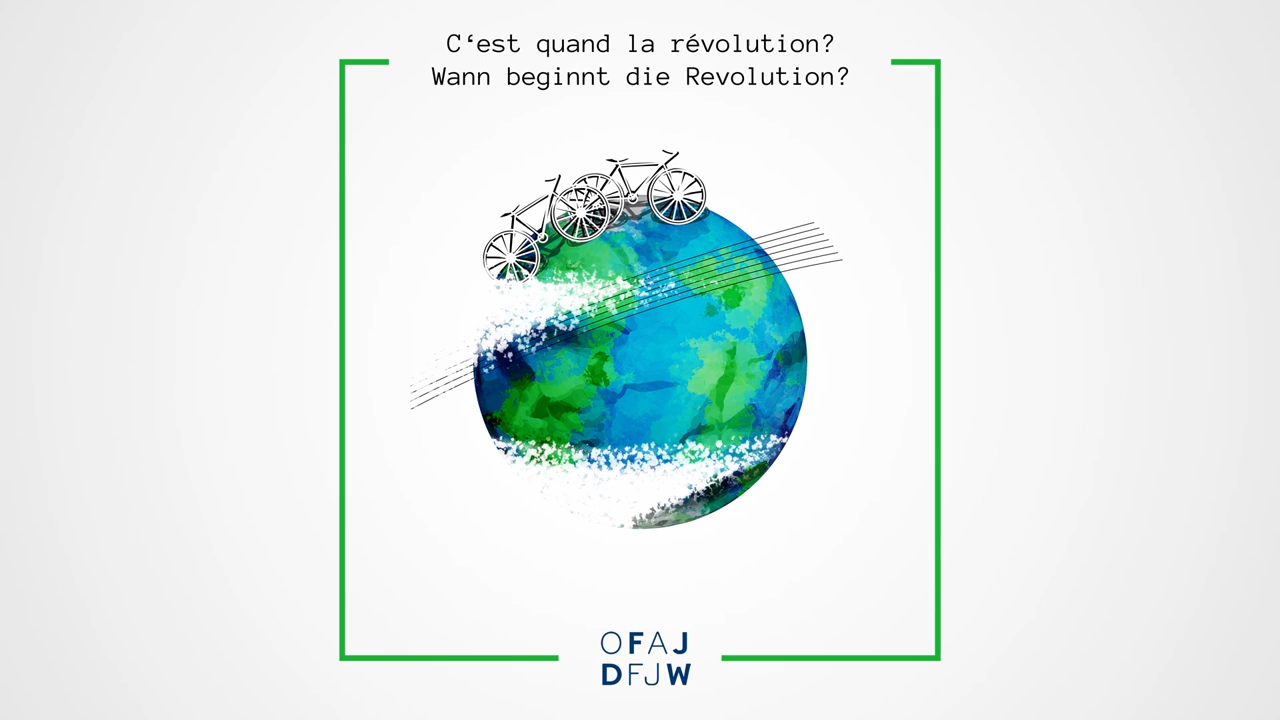 C‘est quand la révolution?
Wann beginnt die Revolution?
OFAJ
DFJW